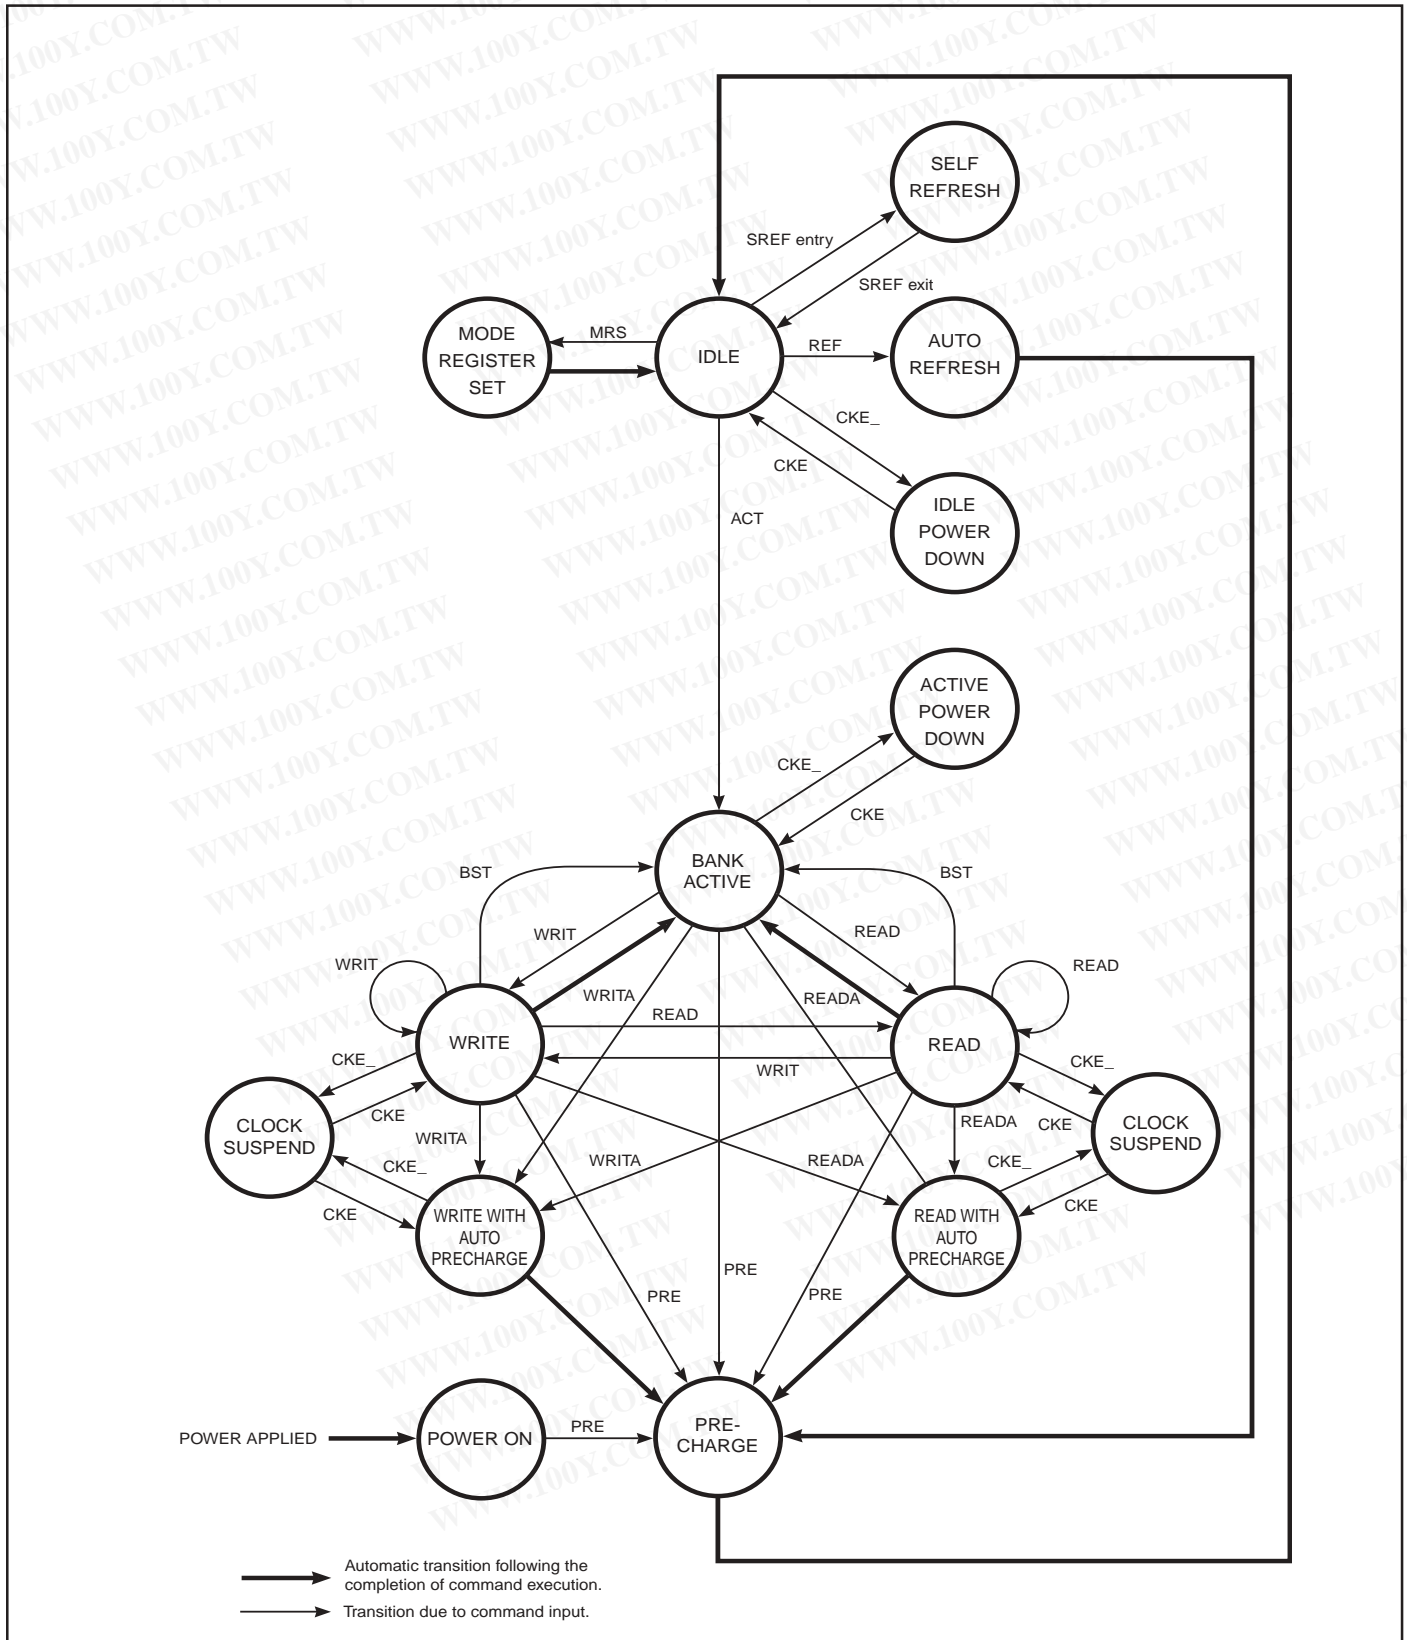 SELF
REFRESH
SREF entry
SREF exit
MODE
REGISTER
SET
MRS
IDLE
REF
AUTO
REFRESH
CKE_
CKE
IDLE
POWER
DOWN
ACT
ACTIVE
POWER
DOWN
CKE_
CKE
BANK
ACTIVE
BST
BST
WRIT
READ
WRIT
READ
WRITA
READA
READ
WRITE
READ
WRIT
CKE_
CKE_
CKE
CKE
CLOCK
SUSPEND
CLOCK
SUSPEND
WRITA
READA
WRITA
READA
CKE_
CKE_
CKE
CKE
WRITE WITH
AUTO
PRECHARGE
READ WITH
AUTO
PRECHARGE
PRE
PRE
PRE
POWER APPLIED
POWER ON
PRE
PRE-
CHARGE
Automatic transition following the
completion of command execution.
Transition due to command input.
WWW.100Y.COM.TW